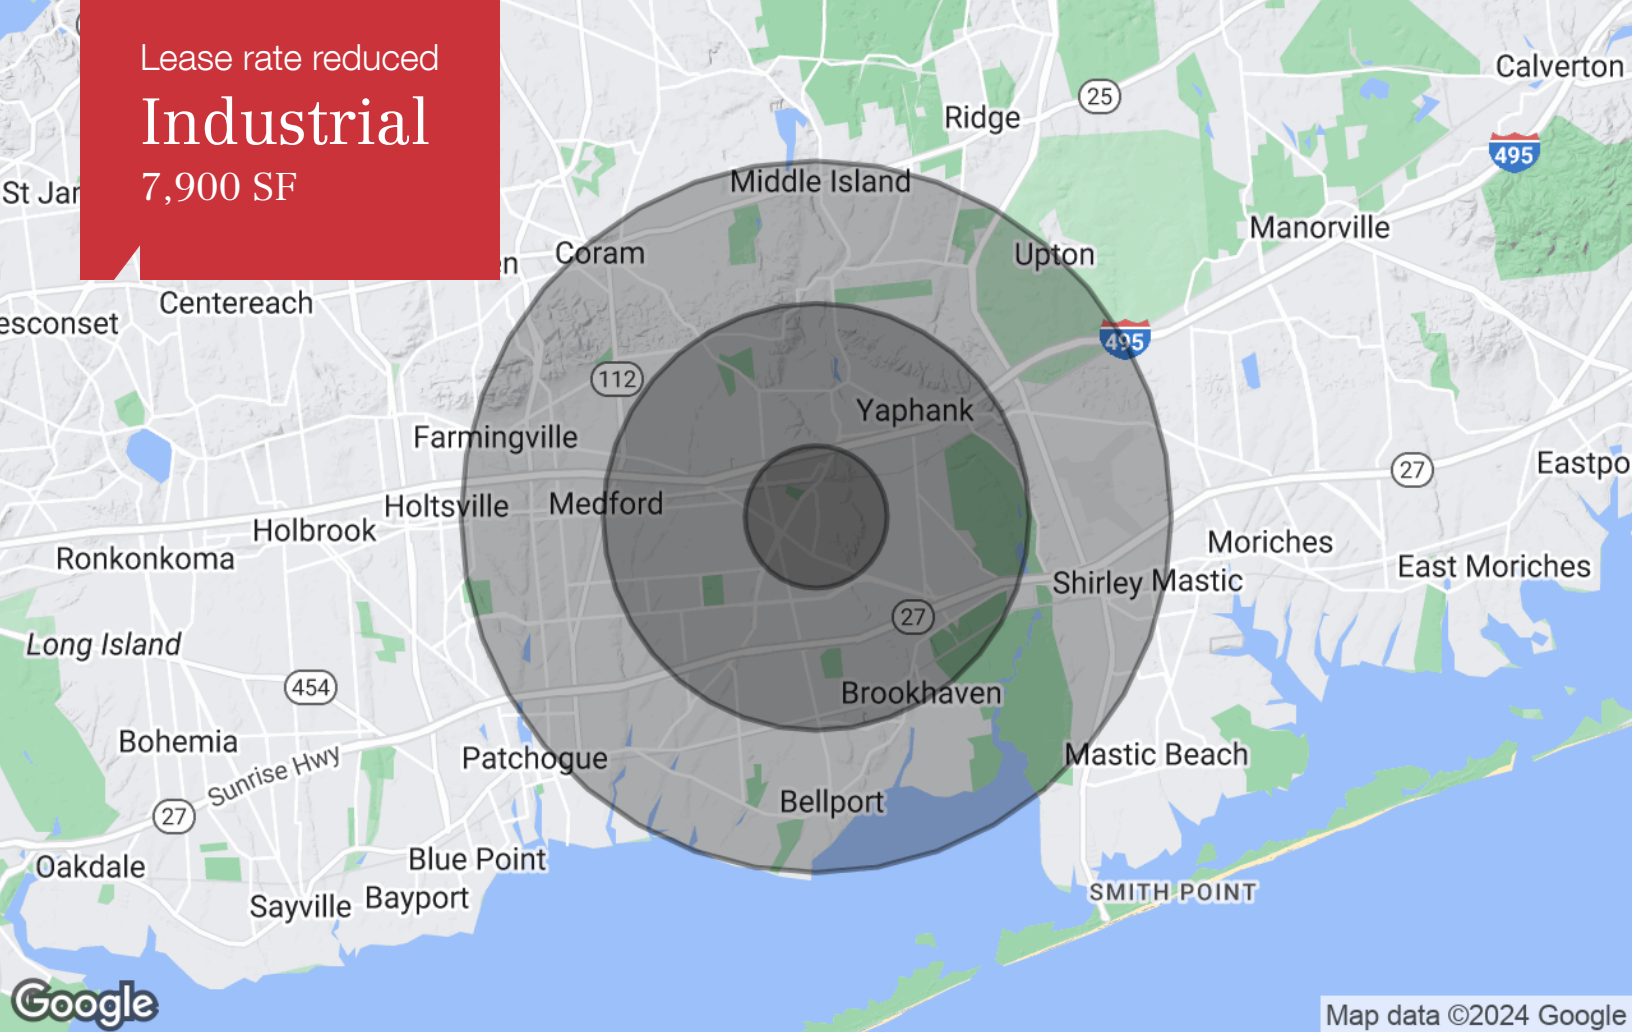 Lease rate reduced
Industrial
7,900 SF
Calverton
25
Ridge
495
Middle Island
St Jar
Manorville
Coram
Upton
en
Centereach
esconset
495
112
Yaphank
Farmingville
27
Eastpo
Holtsville
Medford
Holbrook
Moriches
Ronkonkoma
East Moriches
Shirley
Mastic
27
Long Island
454
Brookhaven
Bohemia
Patchogue
Mastic Beach
Sunrise Hwy
Bellport
27
Blue Point
Oakdale
Bayport
SMITH POINT
Sayville
Google
Map data ©2024 Google